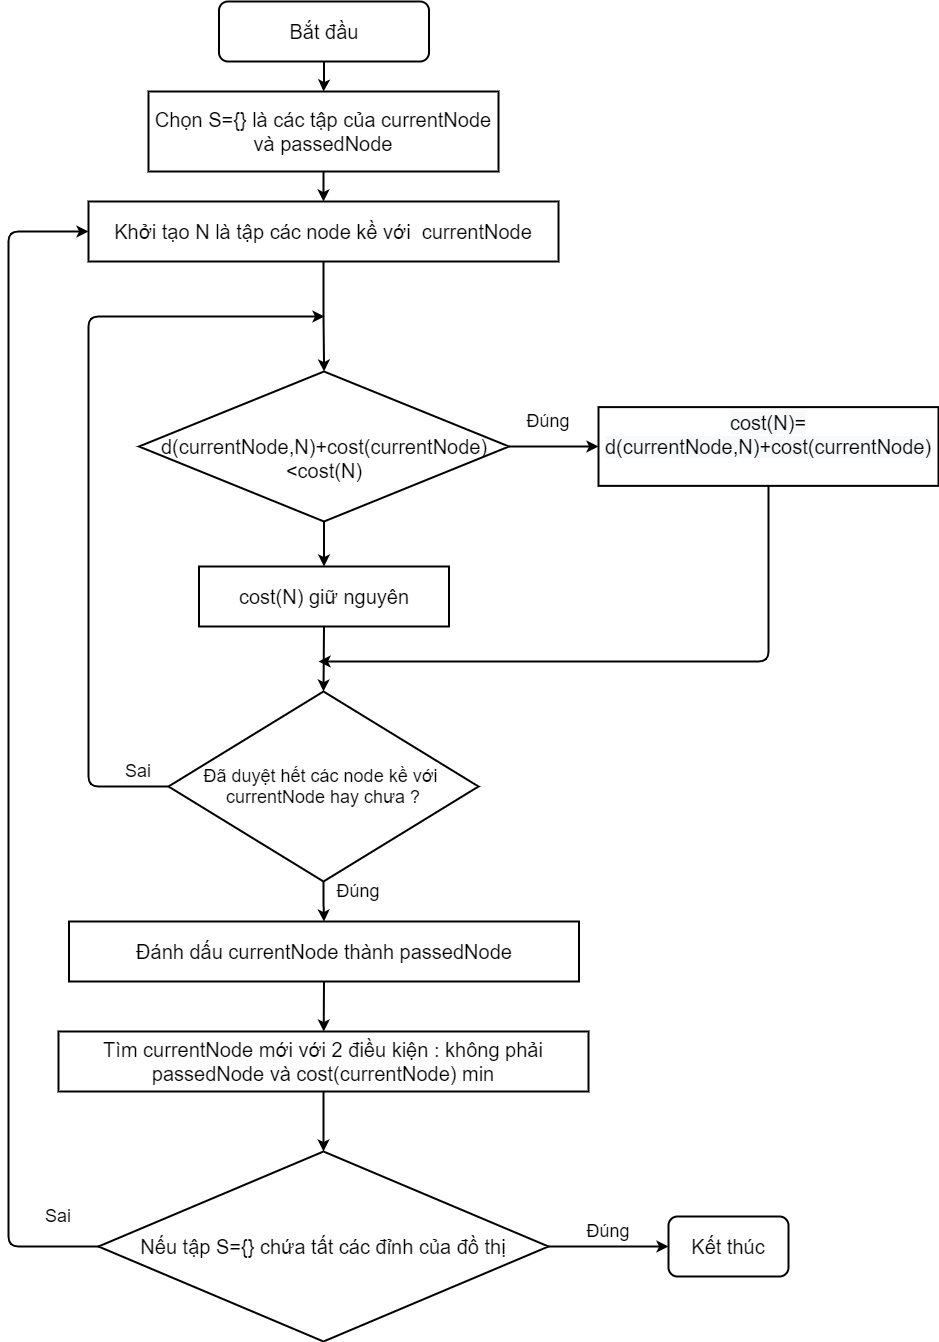 Bắt đầu
Chọn S={} là các tập của currentNode
và passedNode
Khởi tạo N là tập các node kề với currentNode
d(currentNode,N)+cost(currentNode)
<cost(N)
Đúng
cost(N)=
d(currentNode,N)+cost(currentNode)
cost(N) giữ nguyên
Sai
Đã duyệt hết các node kề với
currentNode hay chưa ?
Đúng
Đánh dấu currentNode thành passedNode
Tìm currentNode mới với 2 điều kiện : không phải
passedNode và cost(currentNode) min
Sai
Nếu tập S={} chứa tất các đỉnh của đồ thị
Đúng
Kết thúc